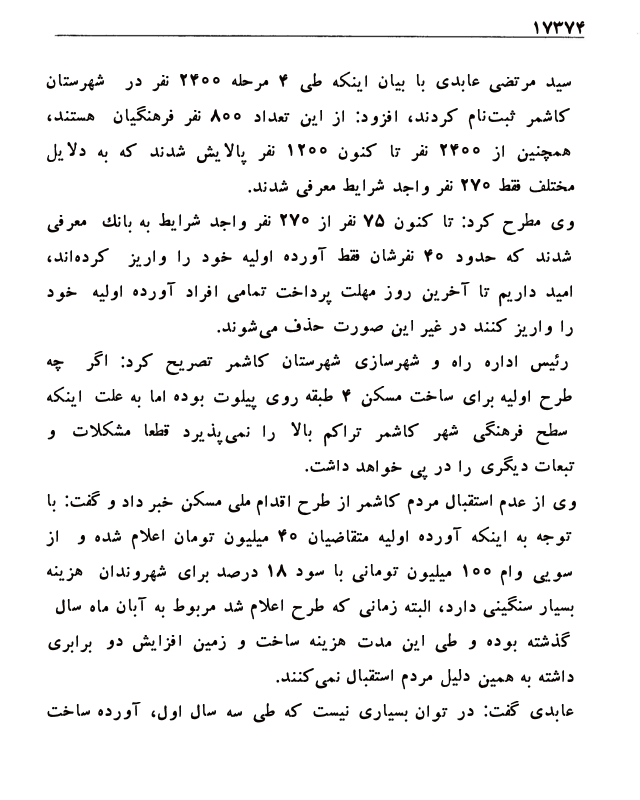 ۱۷۳۷۴
سید مرتضی عابدی با بیان اینکه طی ۴ مرحله ۲۴۰۰ نفر در شهرستان
کاشمر ثبت‌نام کردند، افزود: از این تعداد ۸۰۰ نفر فرهنگیان هستند،
همچنین از ۲۴۰۰ نفر تا کنون ۱۲۰۰ نفر پالایش شدند که به دلایل
مختلف فقط ۲۷۰ نفر واجد شرایط معرفی شدند.
وی مطرح کرد: تا کنون ۷۵ نفر از ۲۷۰ نفر واجد شرایط به بانك معرفی
شدند که حدود ۴۰ نفرشان فقط آورده اولیه خود را واریز کرده‌اند،
امید داریم تا آخرین روز مهلت پرداخت تمامی افراد آورده اولیه خود
را واریز کنند در غیر این صورت حذف می‌شوند.
رئیس اداره راه و شهرسازی شهرستان کاشمر تصریح کرد: اگر چه
طرح اولیه برای ساخت مسکن ۴ طبقه روی پیلوت بوده اما به علت اینکه
سطح فرهنگی شهر کاشمر تراکم بالا را نمی‌پذیرد قطعا مشکلات و
تبعات دیگری را در پی خواهد داشت.
وی از عدم استقبال مردم کاشمر از طرح اقدام ملی مسکن خبر داد و گفت: با
توجه به اینکه آورده اولیه متقاضیان ۴۰ میلیون تومان اعلام شده و از
سویی وام ۱۰۰ میلیون تومانی با سود ۱۸ درصد برای شهروندان هزینه
بسیار سنگینی دارد، البته زمانی که طرح اعلام شد مربوط به آبان ماه سال
گذشته بوده و طی این مدت هزینه ساخت و زمین افزایش دو برابری
داشته به همین دلیل مردم استقبال نمی‌کنند.
عابدی گفت: در توان بسیاری نیست که طی سه سال اول، آورده ساخت